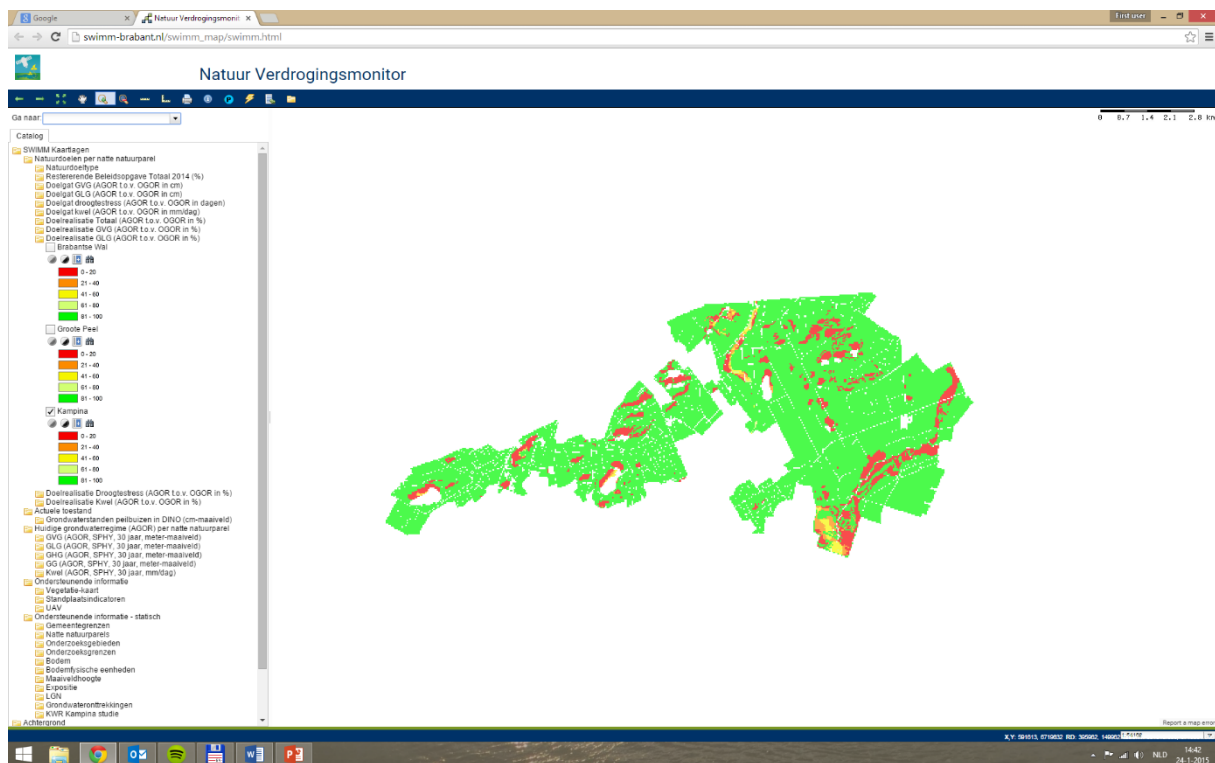 Google
Natuur Verdrogingsmonit
First user
swimm-brabant.nl/swimm_map/swimm.html
Natuur Verdrogingsmonitor
Ga naar:
0 0.7 1.4 2.1 2.8 km
Catalog
SWIMM Kaartlagen
Natuurdoelen per natte natuurparel
Natuurdoeltype
Resterende Beleidsopgave Totaal 2014 (%)
Doelgat GVG (AGOR t.o.v. OGOR in cm)
Doelgat GLG (AGOR t.o.v. OGOR in cm)
Doelgat droogtestress (AGOR t.o.v. OGOR in dagen)
Doelgat kwel (AGOR t.o.v. OGOR in mm/dag)
Doelrealisatie Totaal (AGOR t.o.v. OGOR in %)
Doelrealisatie GVG (AGOR t.o.v. OGOR in %)
Doelrealisatie GLG (AGOR t.o.v. OGOR in %)
Brabantse Wal
0 - 20
21 - 40
41 - 60
61 - 80
81 - 100
Groote Peel
0 - 20
21 - 40
41 - 60
61 - 80
81 - 100
Kampina
0 - 20
21 - 40
41 - 60
61 - 80
81 - 100
Doelrealisatie Droogtestress (AGOR t.o.v. OGOR in %)
Doelrealisatie Kwel (AGOR t.o.v. OGOR in %)
Actuele toestand
Grondwaterstanden peilbuizen in DINO (cm-maaiveld)
Huidige grondwaterregime (AGOR) per natte natuurparel
GVG (AGOR, SPHY, 30 jaar, meter-maaiveld)
GLG (AGOR, SPHY, 30 jaar, meter-maaiveld)
GHG (AGOR, SPHY, 30 jaar, meter-maaiveld)
GG (AGOR, SPHY, 30 jaar, meter-maaiveld)
Kwel (AGOR, SPHY, 30 jaar, mm/dag)
Ondersteunende informatie
Vegetatie-kaart
Standplaatsindicatoren
UAV
Ondersteunende informatie - statisch
Gemeentegrenzen
Natte natuurparels
Onderzoeksgebieden
Onderzoeksgrenzen
Bodem
Bodemfysische eenheden
Maaiveldhoogte
Expositie
LGN
Grondwateronttrekkingen
KWR Kampina studie
Achtergrond
Report a map error
X,Y: RD:
NLD
14:42
24-1-2015